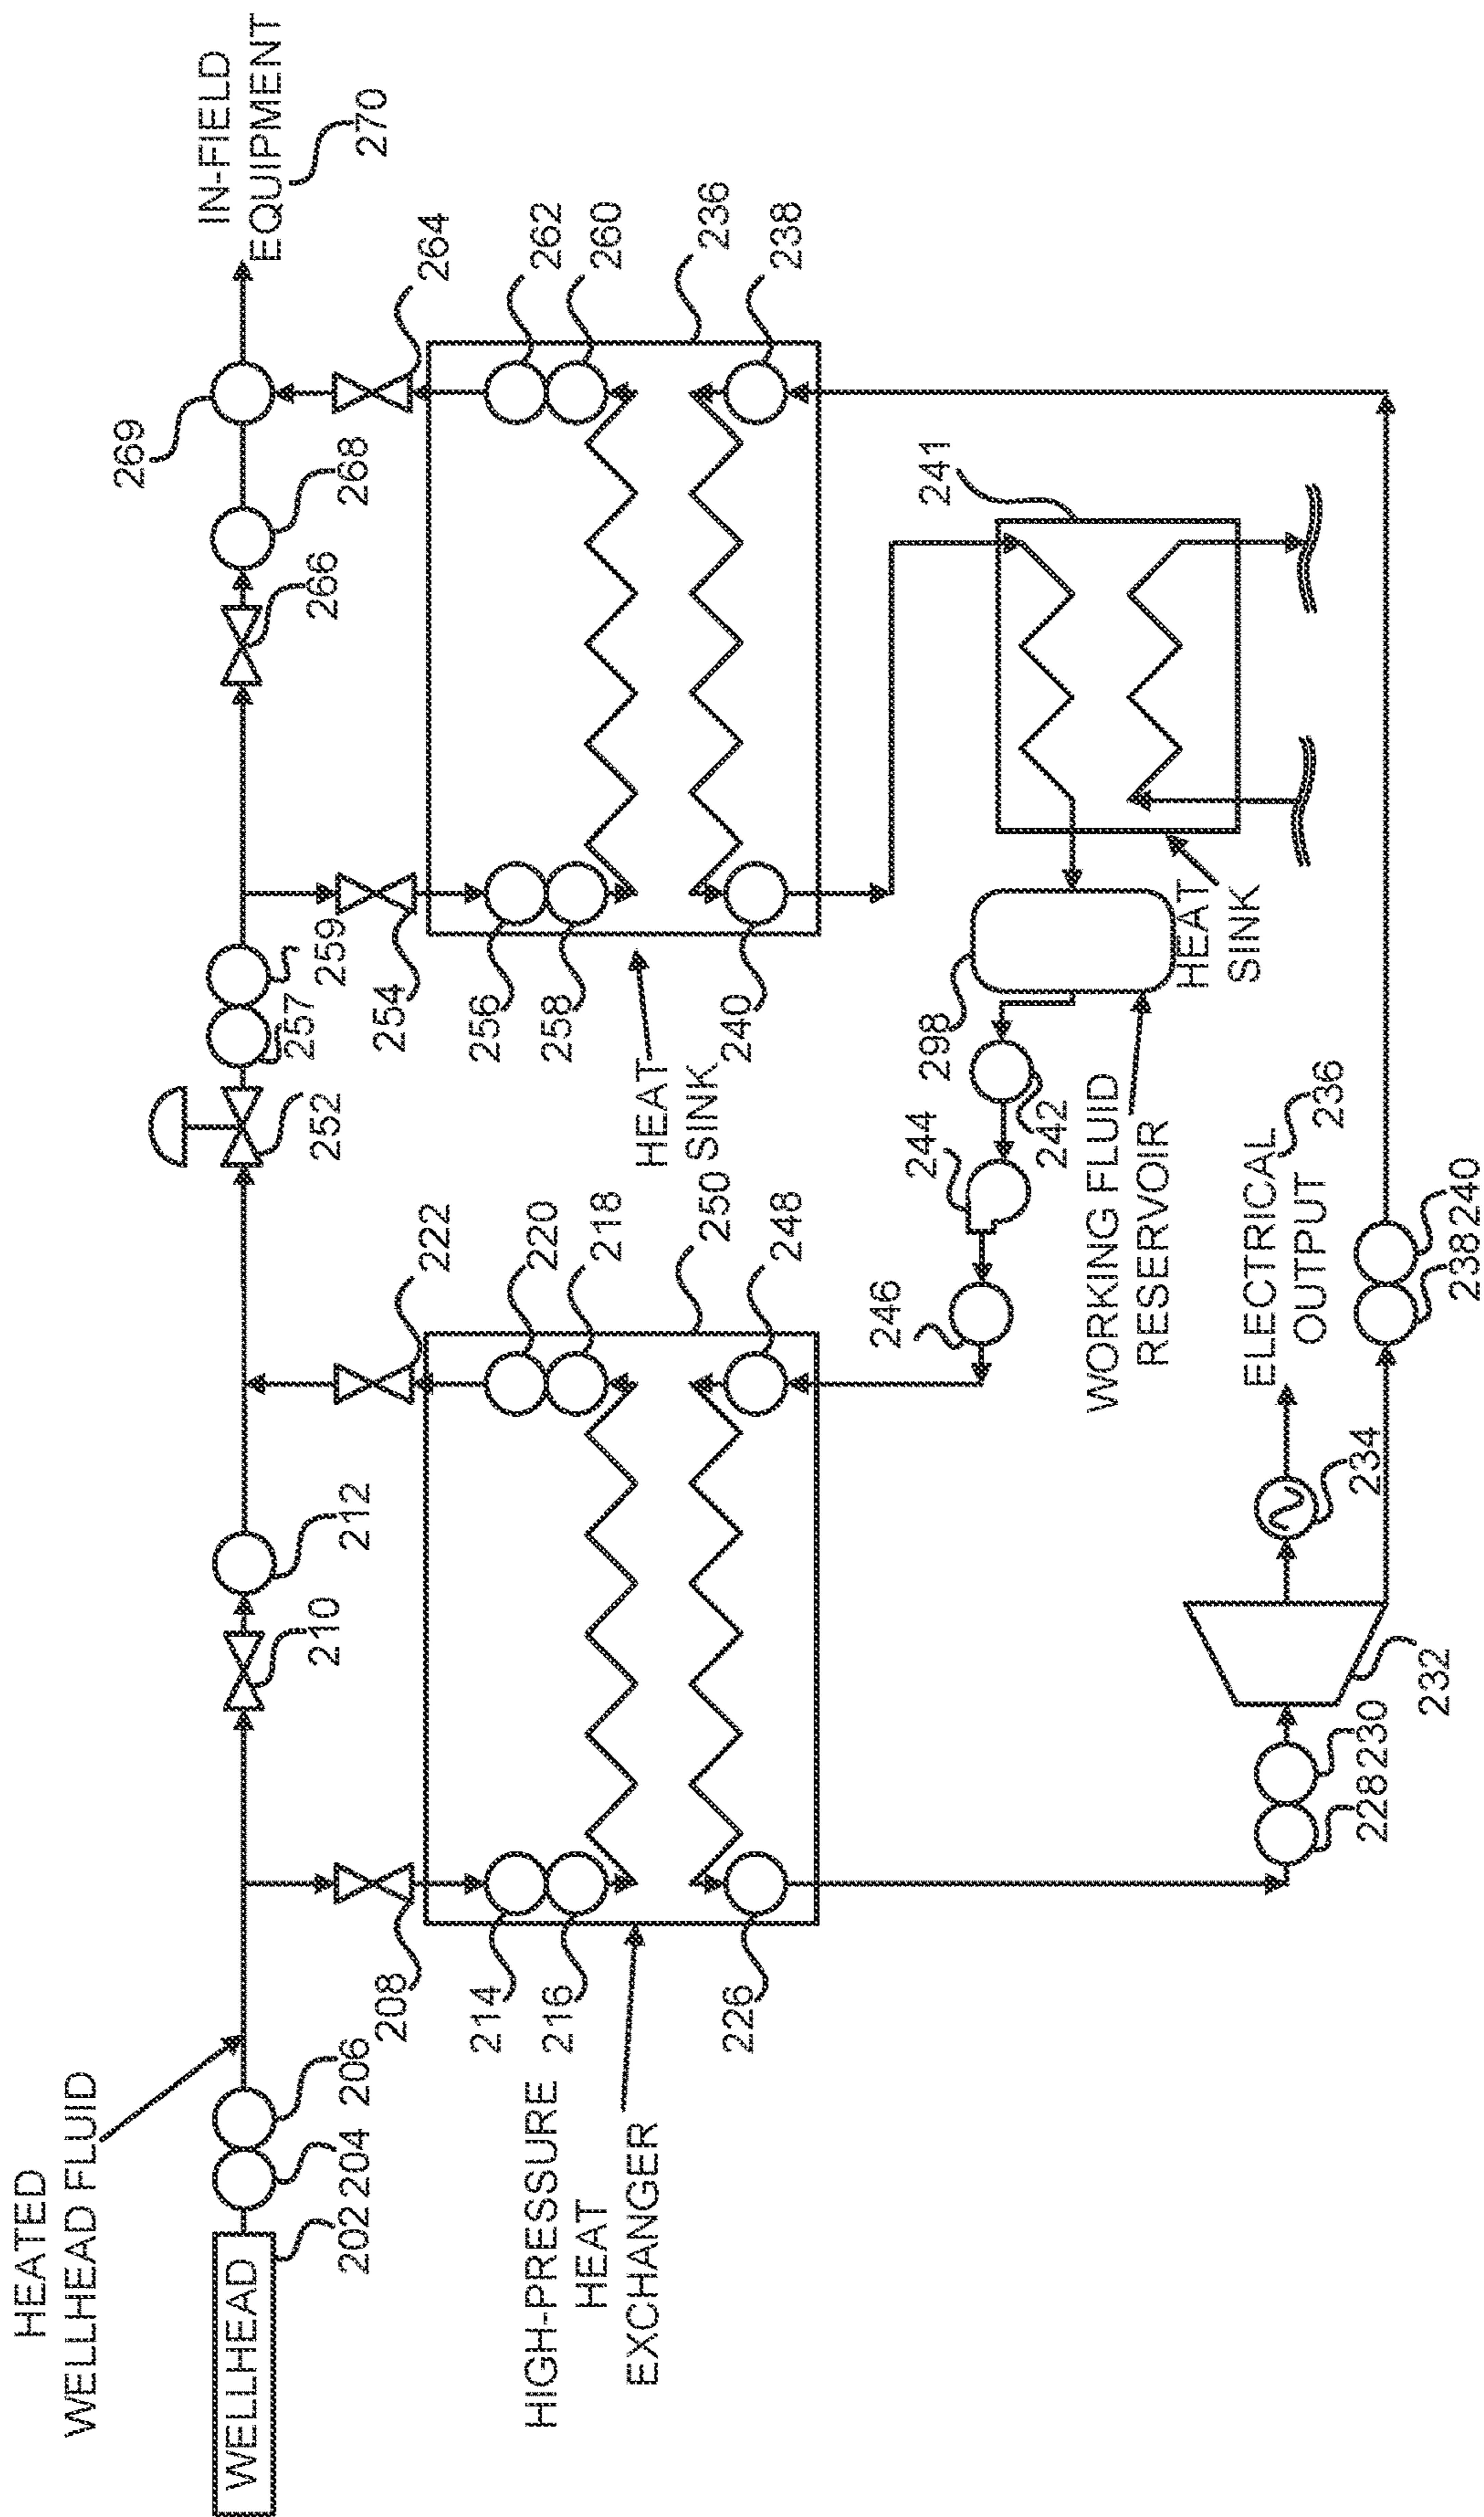 HEATED
WELLHEAD FLUID
WELLHEAD
202
204
206
208
210
212
214
216
HIGH-PRESSURE
HEAT
EXCHANGER
226
218
220
222
250
248
252
257
259
254
256
258
240
HEAT
SINK
266
268
269
264
262
260
236
238
IN-FIELD
EQUIPMENT
270
241
HEAT
SINK
298
242
244
246
WORKING FLUID
RESERVOIR
228
230
232
234
ELECTRICAL
OUTPUT
236
238
240